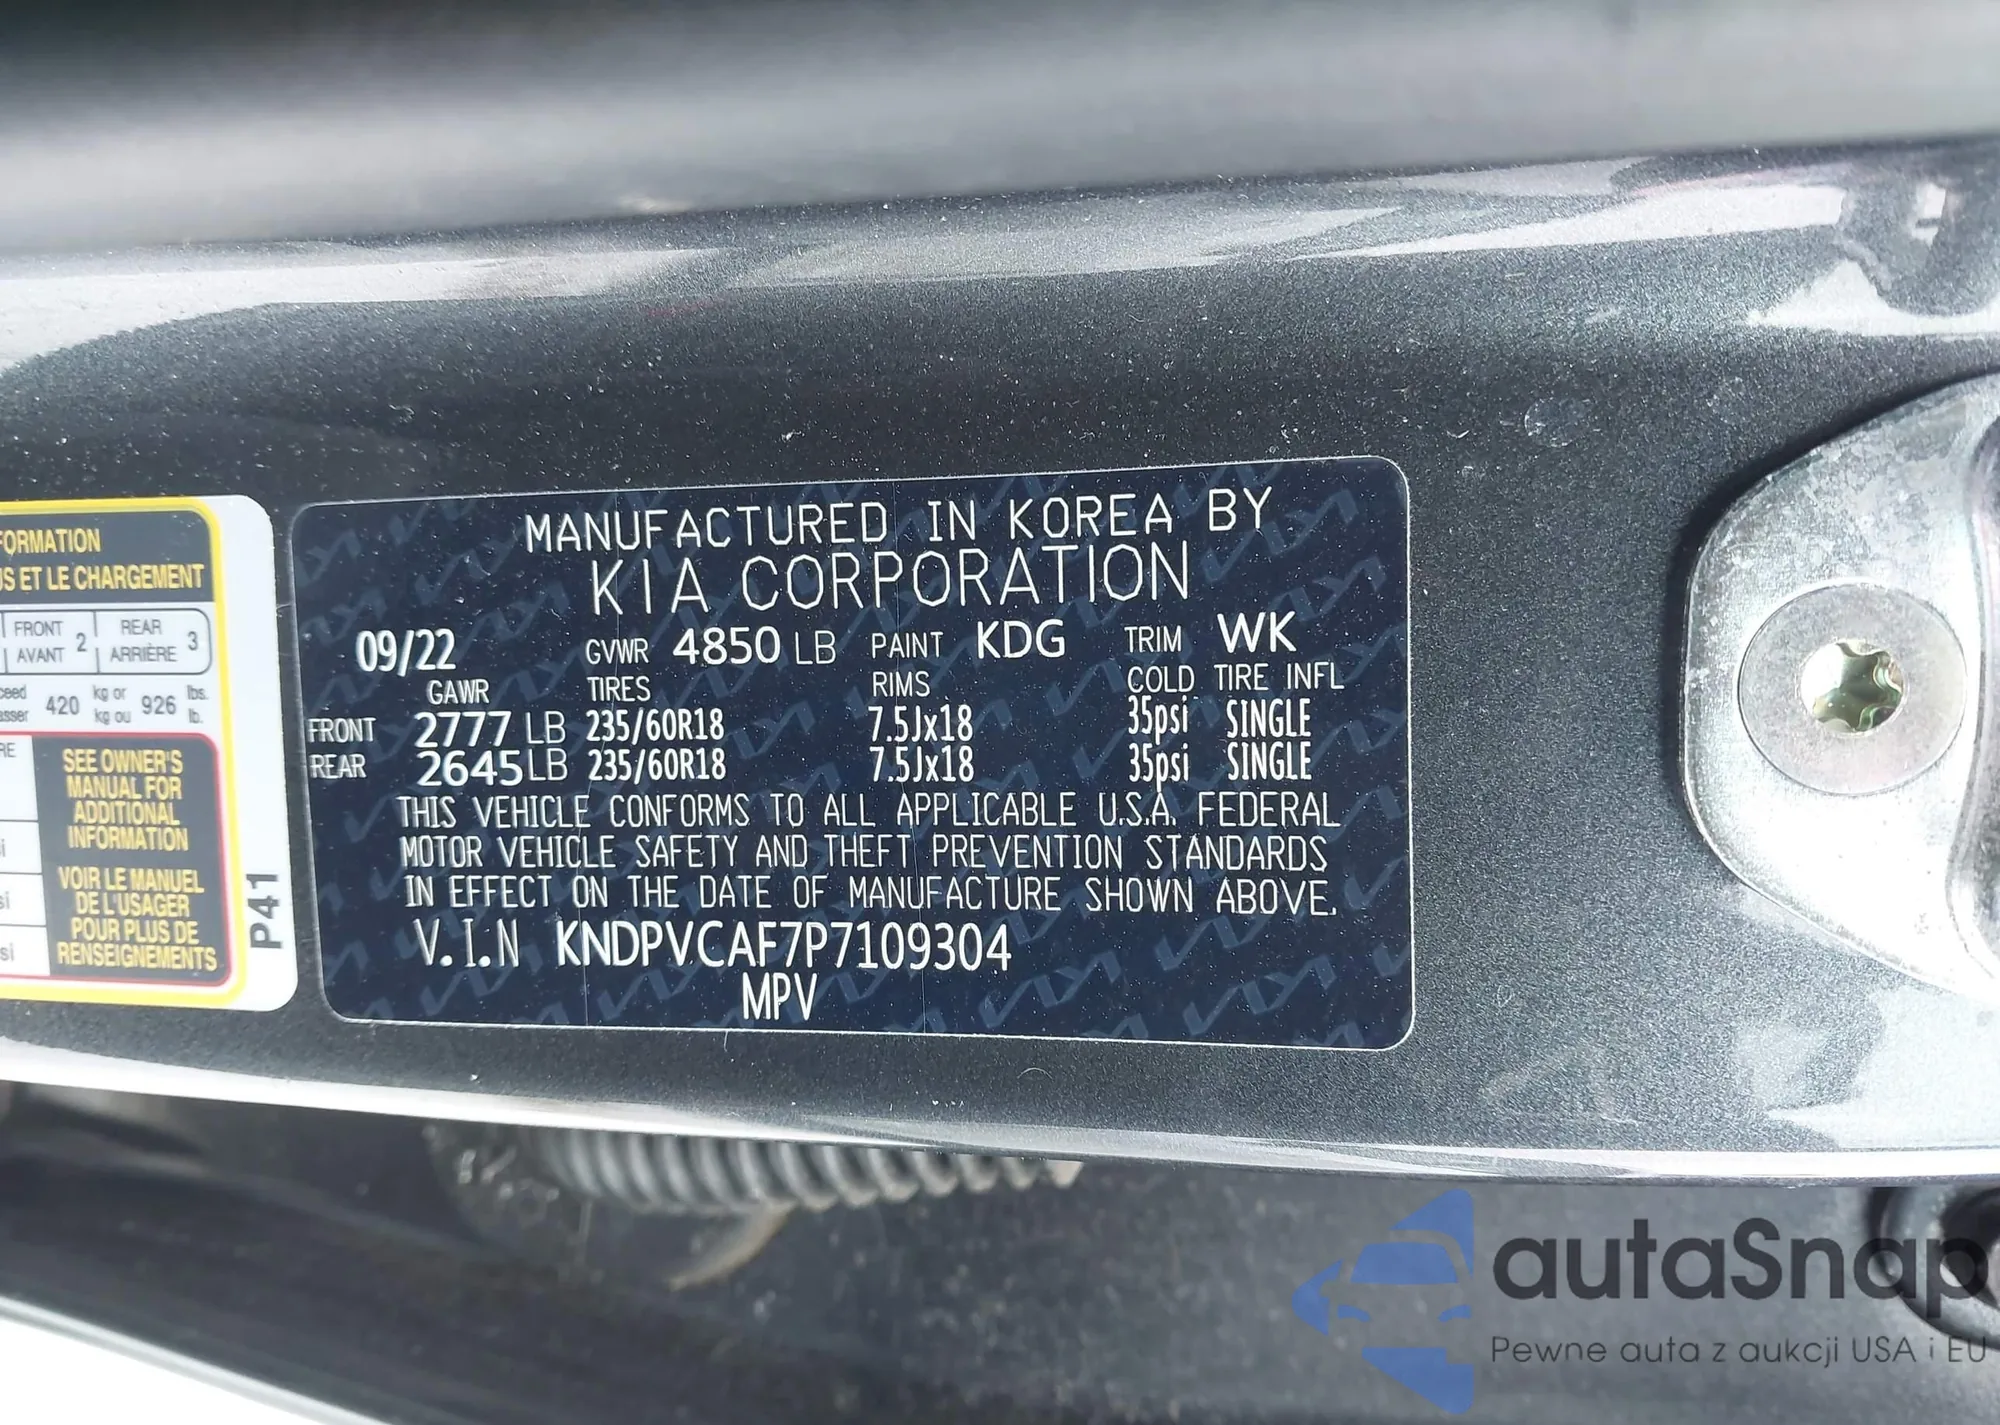 FORMATION
US ET LE CHARGEMENT
FRONT 2 REAR 3
AVANT ARRIÈRE
420 kg or 926 lbs.
kg ou lb.
SEE OWNER'S
MANUAL FOR
ADDITIONAL
INFORMATION
VOIR LE MANUEL
DE L'USAGER
POUR PLUS DE
RENSEIGNEMENTS
P41
MANUFACTURED IN KOREA BY
KIA CORPORATION
09/22 GVWR 4850 LB PAINT KDG TRIM WK
GAWR TIRES RIMS COLD TIRE INFL
FRONT 2777 LB 235/60R18 7.5Jx18 35psi SINGLE
REAR 2645 LB 235/60R18 7.5Jx18 35psi SINGLE
THIS VEHICLE CONFORMS TO ALL APPLICABLE U.S.A. FEDERAL
MOTOR VEHICLE SAFETY AND THEFT PREVENTION STANDARDS
IN EFFECT ON THE DATE OF MANUFACTURE SHOWN ABOVE.
V.I.N KNDPVCAF7P7109304
MPV
autaSnap
Pewne auta z aukcji USA i EU